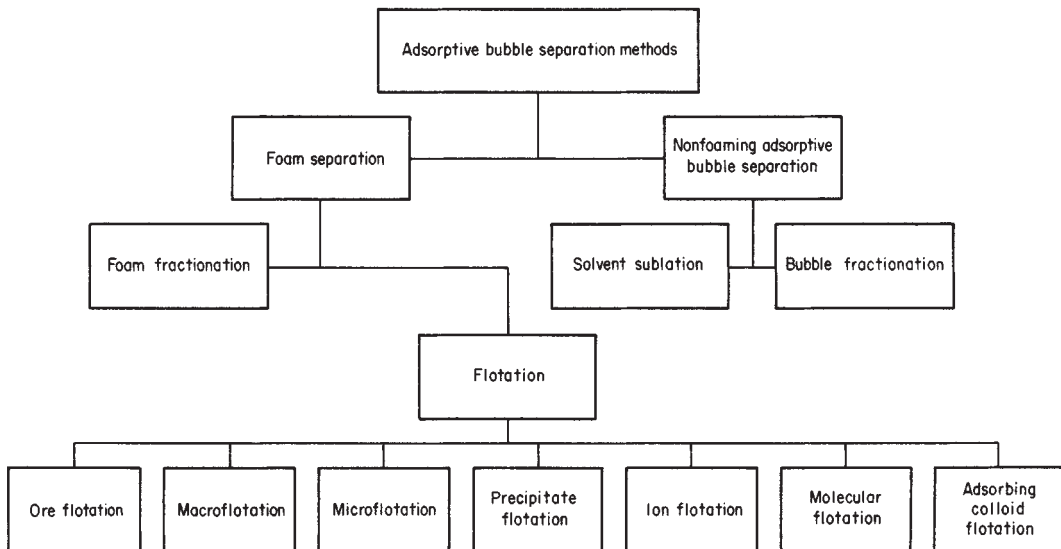 Adsorptive bubble separation methods
Foam separation
Nonfoaming adsorptive
bubble separation
Foam fractionation
Solvent sublation
Bubble fractionation
Flotation
Ore flotation
Macroflotation
Microflotation
Precipitate
flotation
Ion flotation
Molecular
flotation
Adsorbing
colloid
flotation